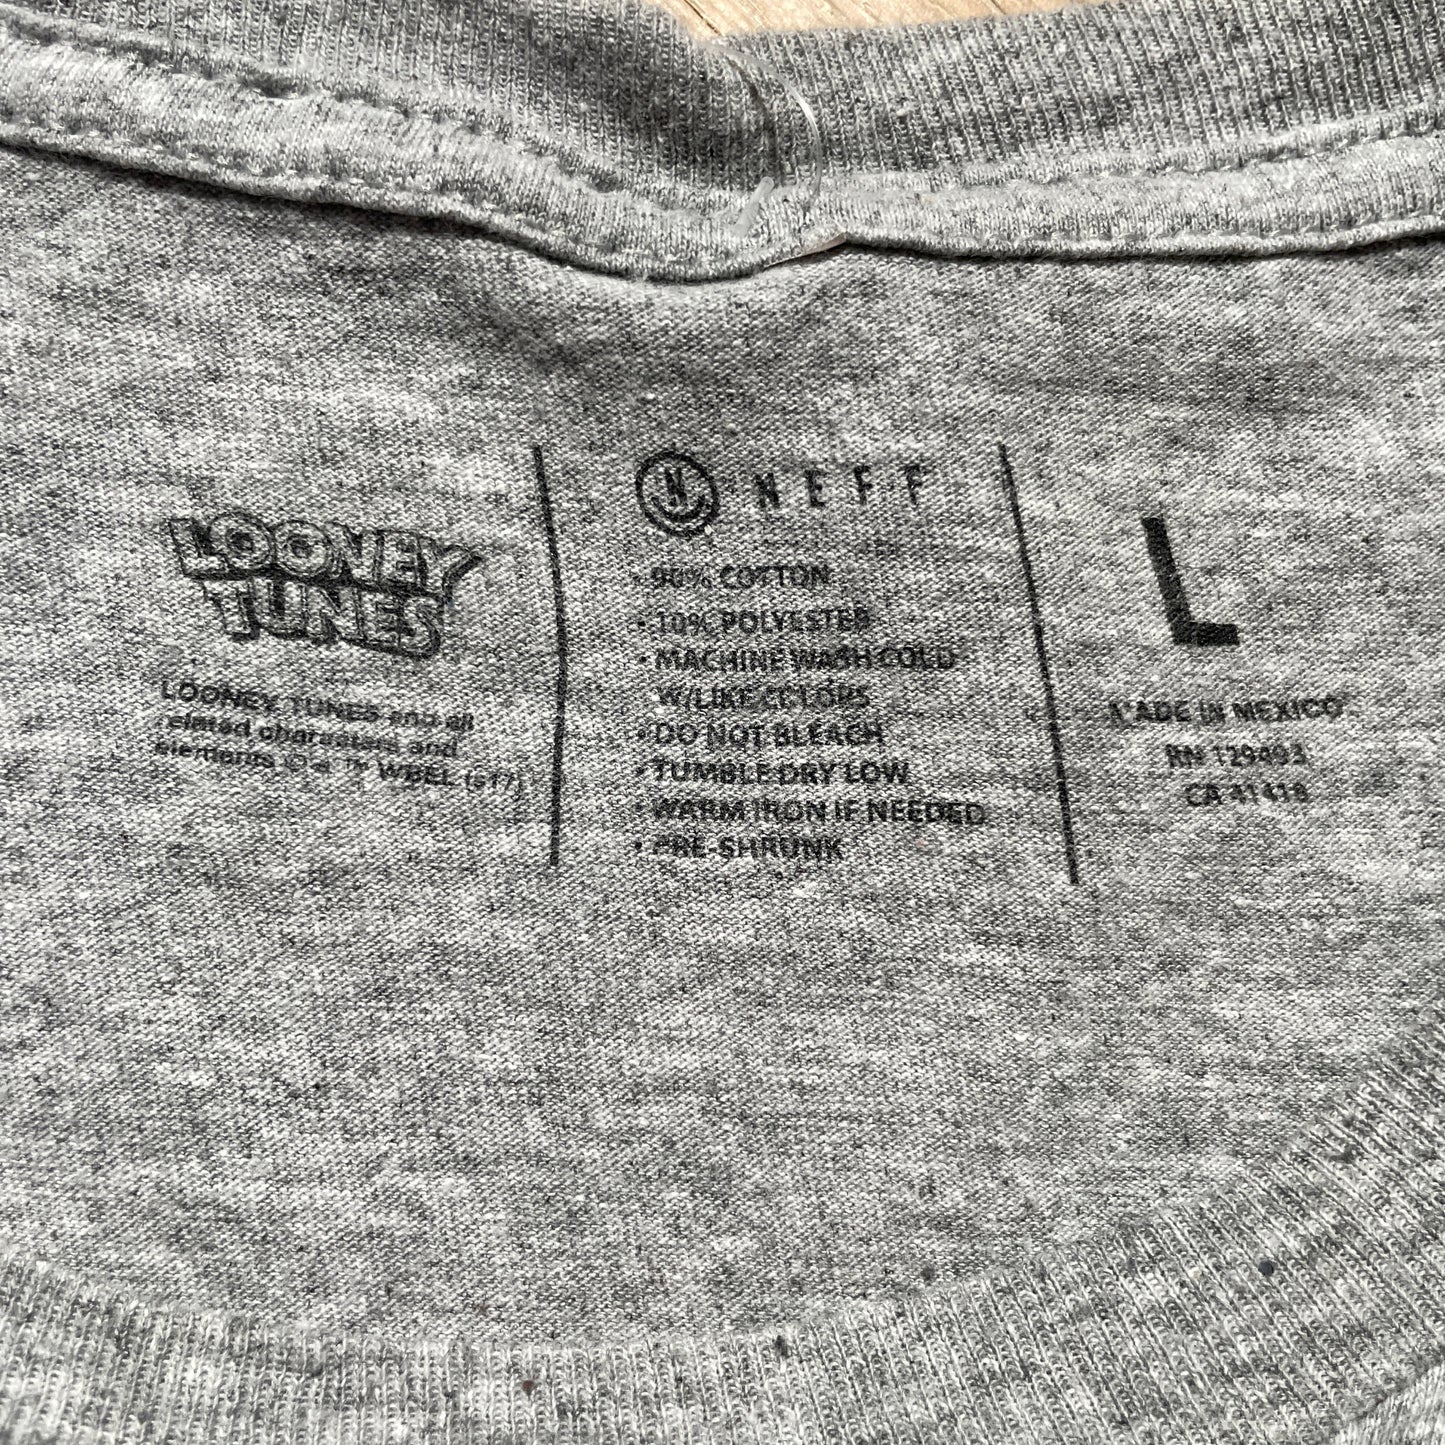 LOONEY
TUNES
LOONEY TUNES and all
related characters and
elements © & ™ WBEI. (s17)
N NEFF
• 90% COTTON
• 10% POLYESTER
• MACHINE WASH COLD
W/LIKE COLORS
• DO NOT BLEACH
• TUMBLE DRY LOW
• WARM IRON IF NEEDED
• PRE-SHRUNK
L
MADE IN MEXICO
RN 129493
CA 41418